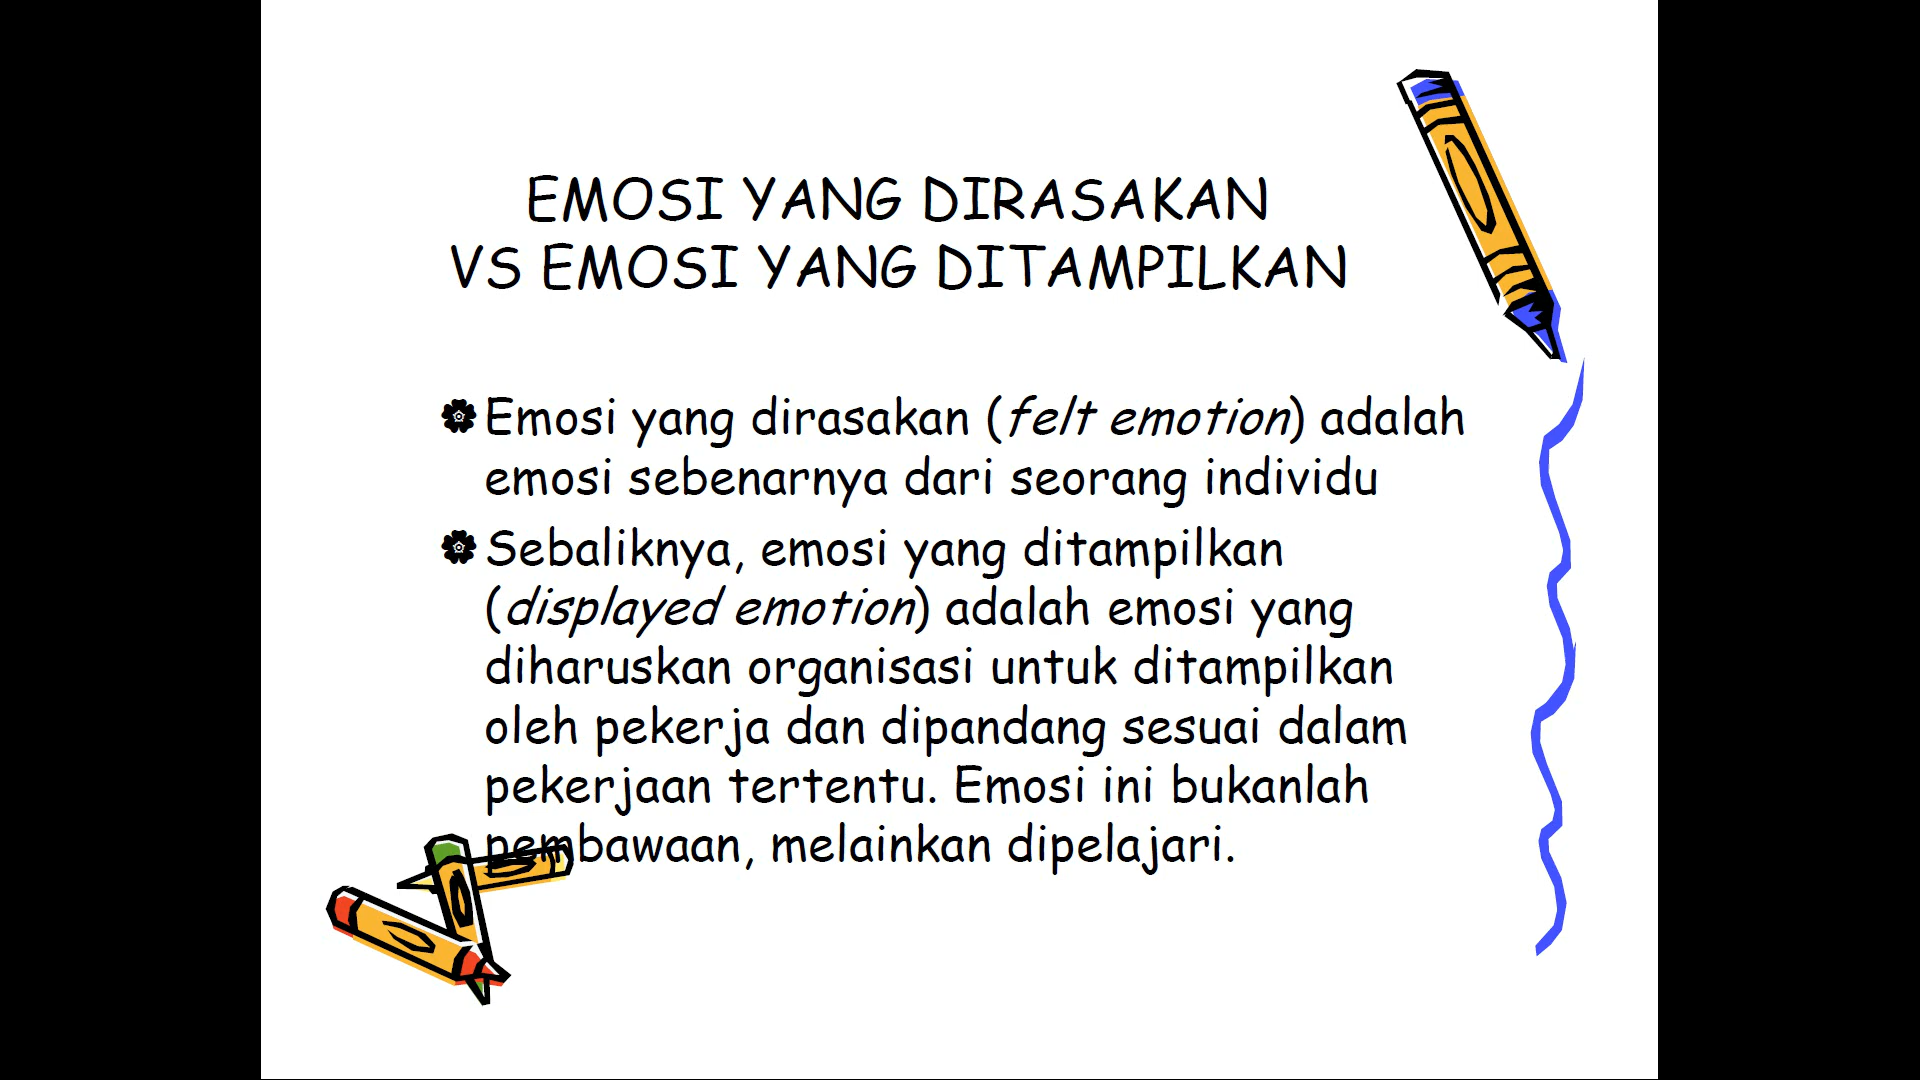 EMOSI YANG DIRASAKAN
VS EMOSI YANG DITAMPILKAN
Emosi yang dirasakan (felt emotion) adalah
emosi sebenarnya dari seorang individu
Sebaliknya, emosi yang ditampilkan
(displayed emotion) adalah emosi yang
diharuskan organisasi untuk ditampilkan
oleh pekerja dan dipandang sesuai dalam
pekerjaan tertentu. Emosi ini bukanlah
pembawaan, melainkan dipelajari.